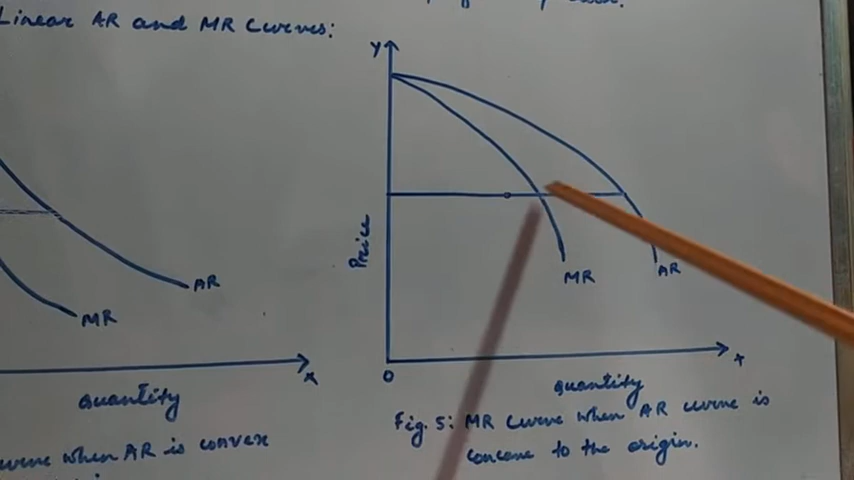 Linear AR and MR Curves:
Y
Price
AR
MR
X
Quantity
curve when AR is convex
MR
AR
O
X
Quantity
Fig. 5: MR Curve when AR curve is
concave to the origin.